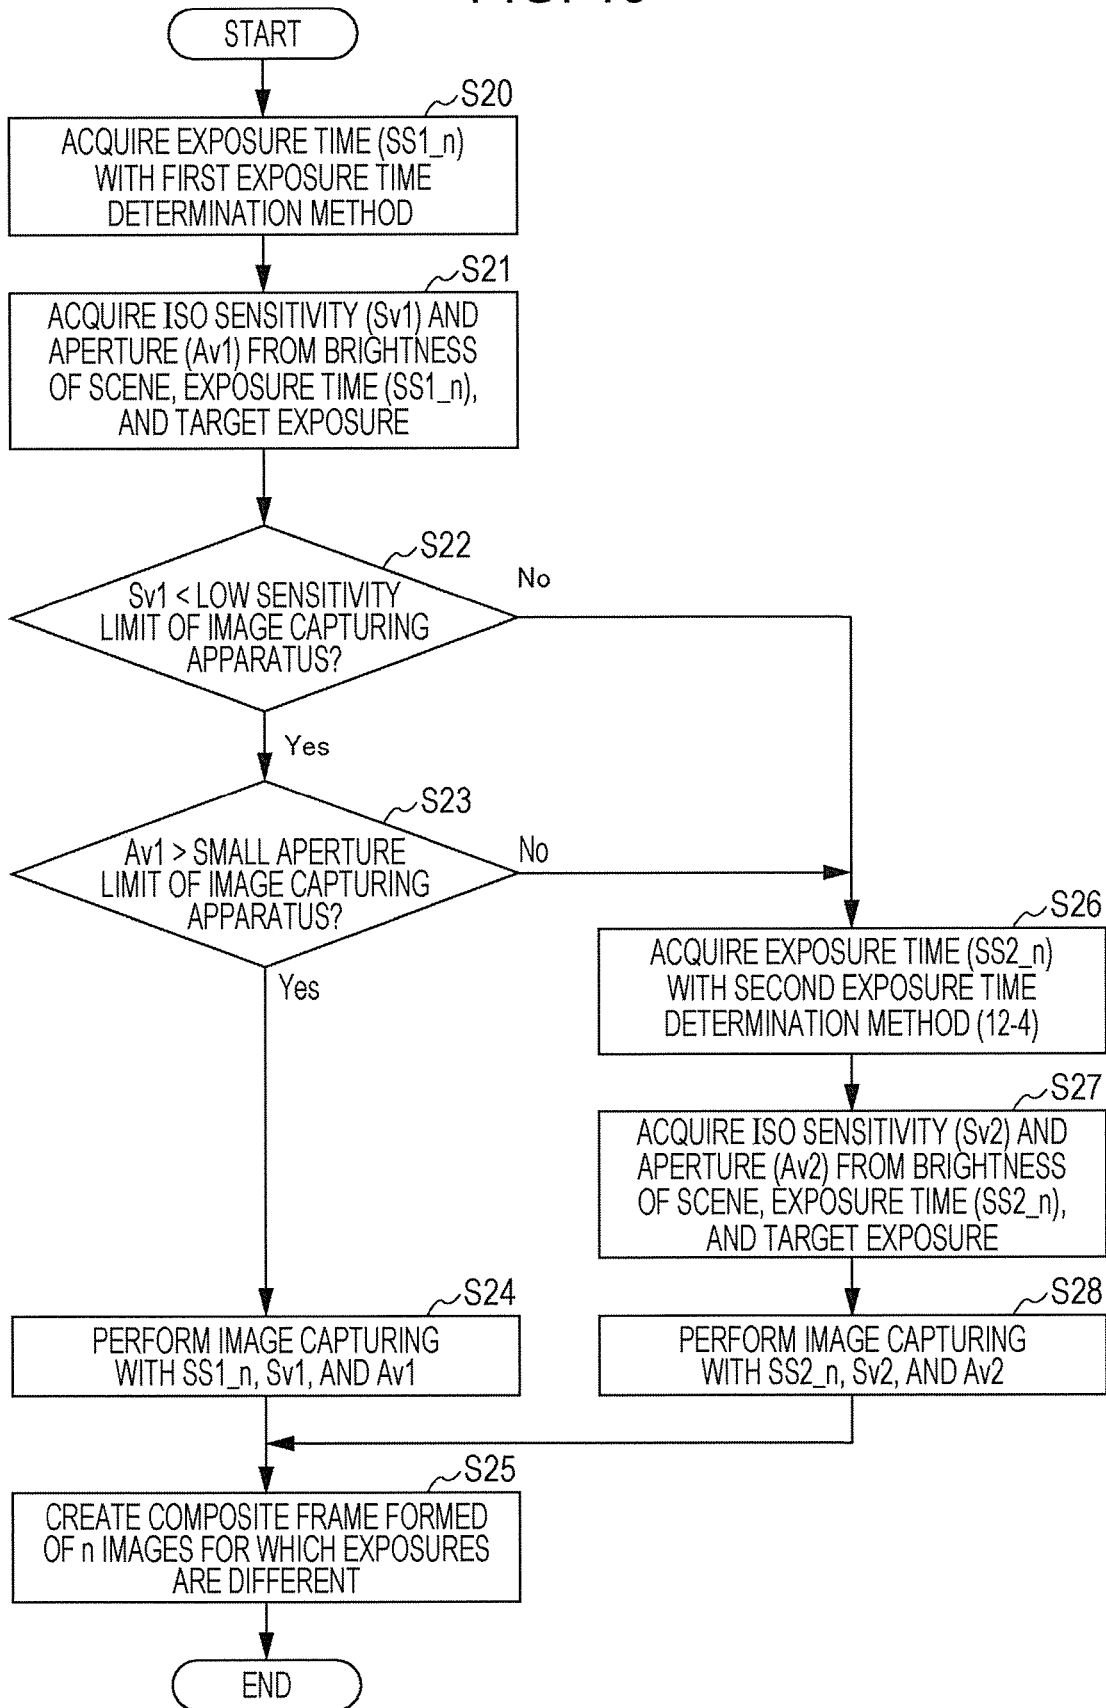 START
S20
ACQUIRE EXPOSURE TIME (SS1_n)
WITH FIRST EXPOSURE TIME
DETERMINATION METHOD
S21
ACQUIRE ISO SENSITIVITY (Sv1) AND
APERTURE (Av1) FROM BRIGHTNESS
OF SCENE, EXPOSURE TIME (SS1_n),
AND TARGET EXPOSURE
S22
Sv1 < LOW SENSITIVITY
LIMIT OF IMAGE CAPTURING
APPARATUS?
No
Yes
S23
Av1 > SMALL APERTURE
LIMIT OF IMAGE CAPTURING
APPARATUS?
No
Yes
S26
ACQUIRE EXPOSURE TIME (SS2_n)
WITH SECOND EXPOSURE TIME
DETERMINATION METHOD (12-4)
S27
ACQUIRE ISO SENSITIVITY (Sv2) AND
APERTURE (Av2) FROM BRIGHTNESS
OF SCENE, EXPOSURE TIME (SS2_n),
AND TARGET EXPOSURE
S24
PERFORM IMAGE CAPTURING
WITH SS1_n, Sv1, AND Av1
S28
PERFORM IMAGE CAPTURING
WITH SS2_n, Sv2, AND Av2
S25
CREATE COMPOSITE FRAME FORMED
OF n IMAGES FOR WHICH EXPOSURES
ARE DIFFERENT
END